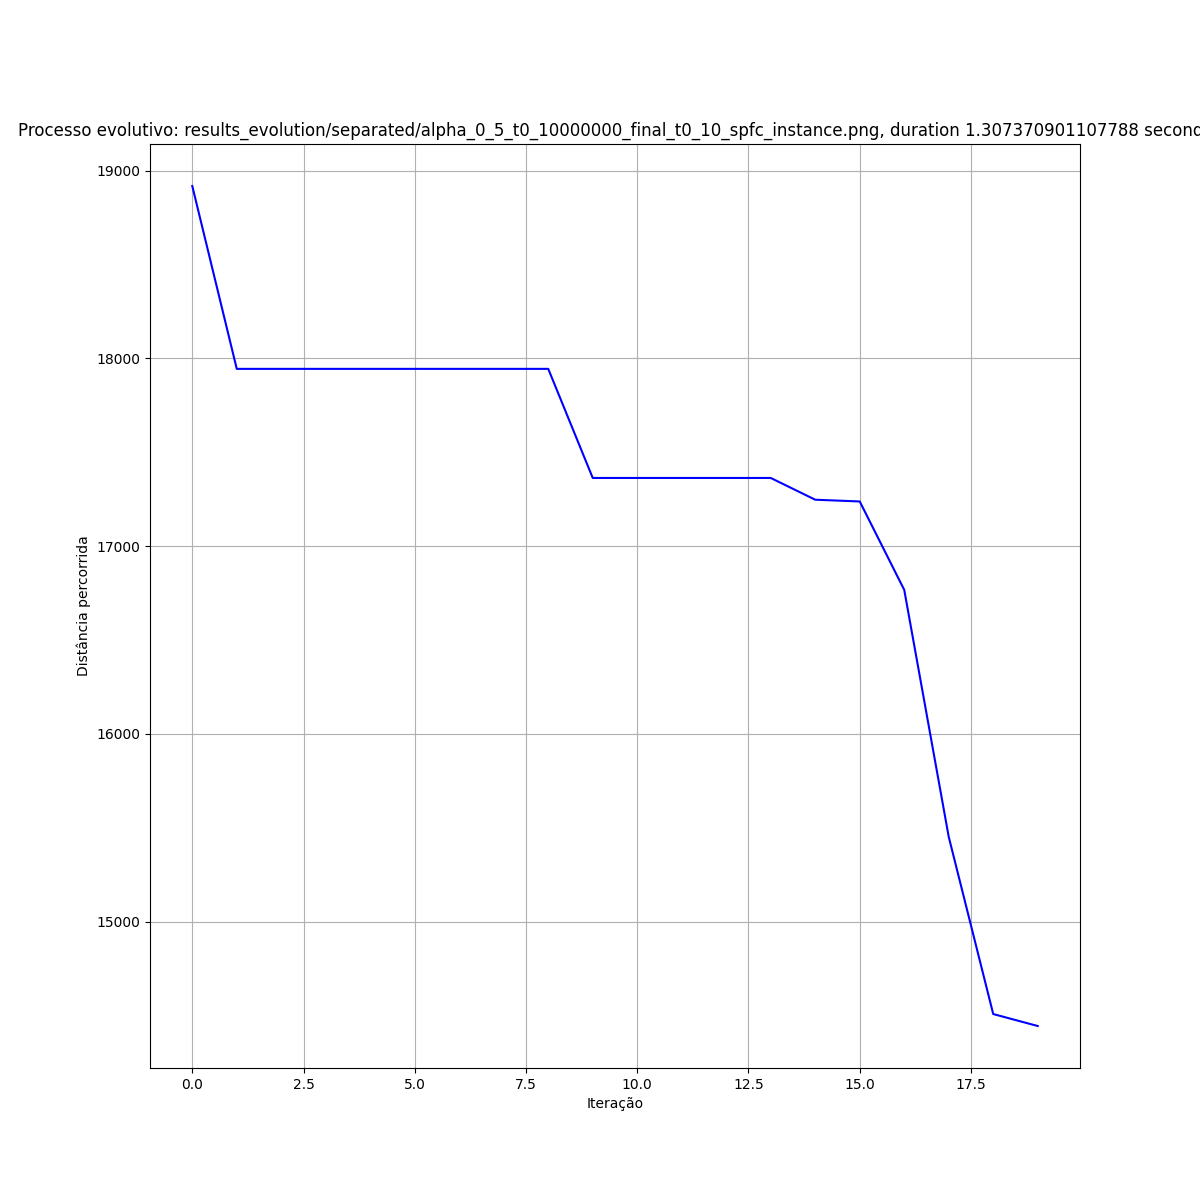 Processo evolutivo: results_evolution/separated/alpha_0_5_t0_10000000_final_t0_10_spfc_instance.png, duration 1.307370901107788 second
19000
18000
17000
16000
15000
Distância percorrida
0.0 2.5 5.0 7.5 10.0 12.5 15.0 17.5
Iteração